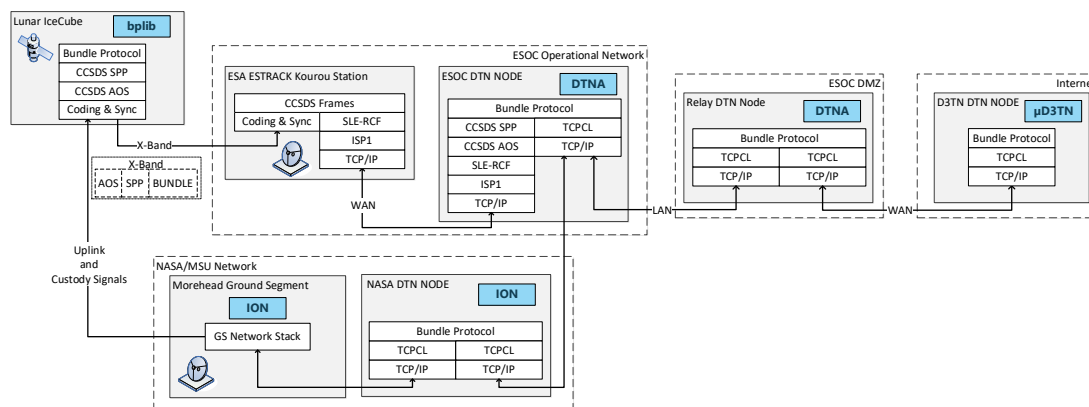 Lunar IceCube
bplib
Bundle Protocol
CCSDS SPP
CCSDS AOS
Coding & Sync
X-Band
X-Band
AOS SPP BUNDLE
Uplink
and
Custody Signals
ESOC Operational Network
ESA ESTRACK Kourou Station
CCSDS Frames
Coding & Sync SLE-RCF
ISP1
TCP/IP
WAN
ESOC DTN NODE
DTNA
Bundle Protocol
CCSDS SPP TCPCL
CCSDS AOS TCP/IP
SLE-RCF
ISP1
TCP/IP
LAN
ESOC DMZ
Relay DTN Node
DTNA
Bundle Protocol
TCPCL TCPCL
TCP/IP TCP/IP
WAN
Interne
D3TN DTN NODE
µD3TN
Bundle Protocol
TCPCL
TCP/IP
NASA/MSU Network
Morehead Ground Segment
ION
GS Network Stack
NASA DTN NODE
ION
Bundle Protocol
TCPCL TCPCL
TCP/IP TCP/IP